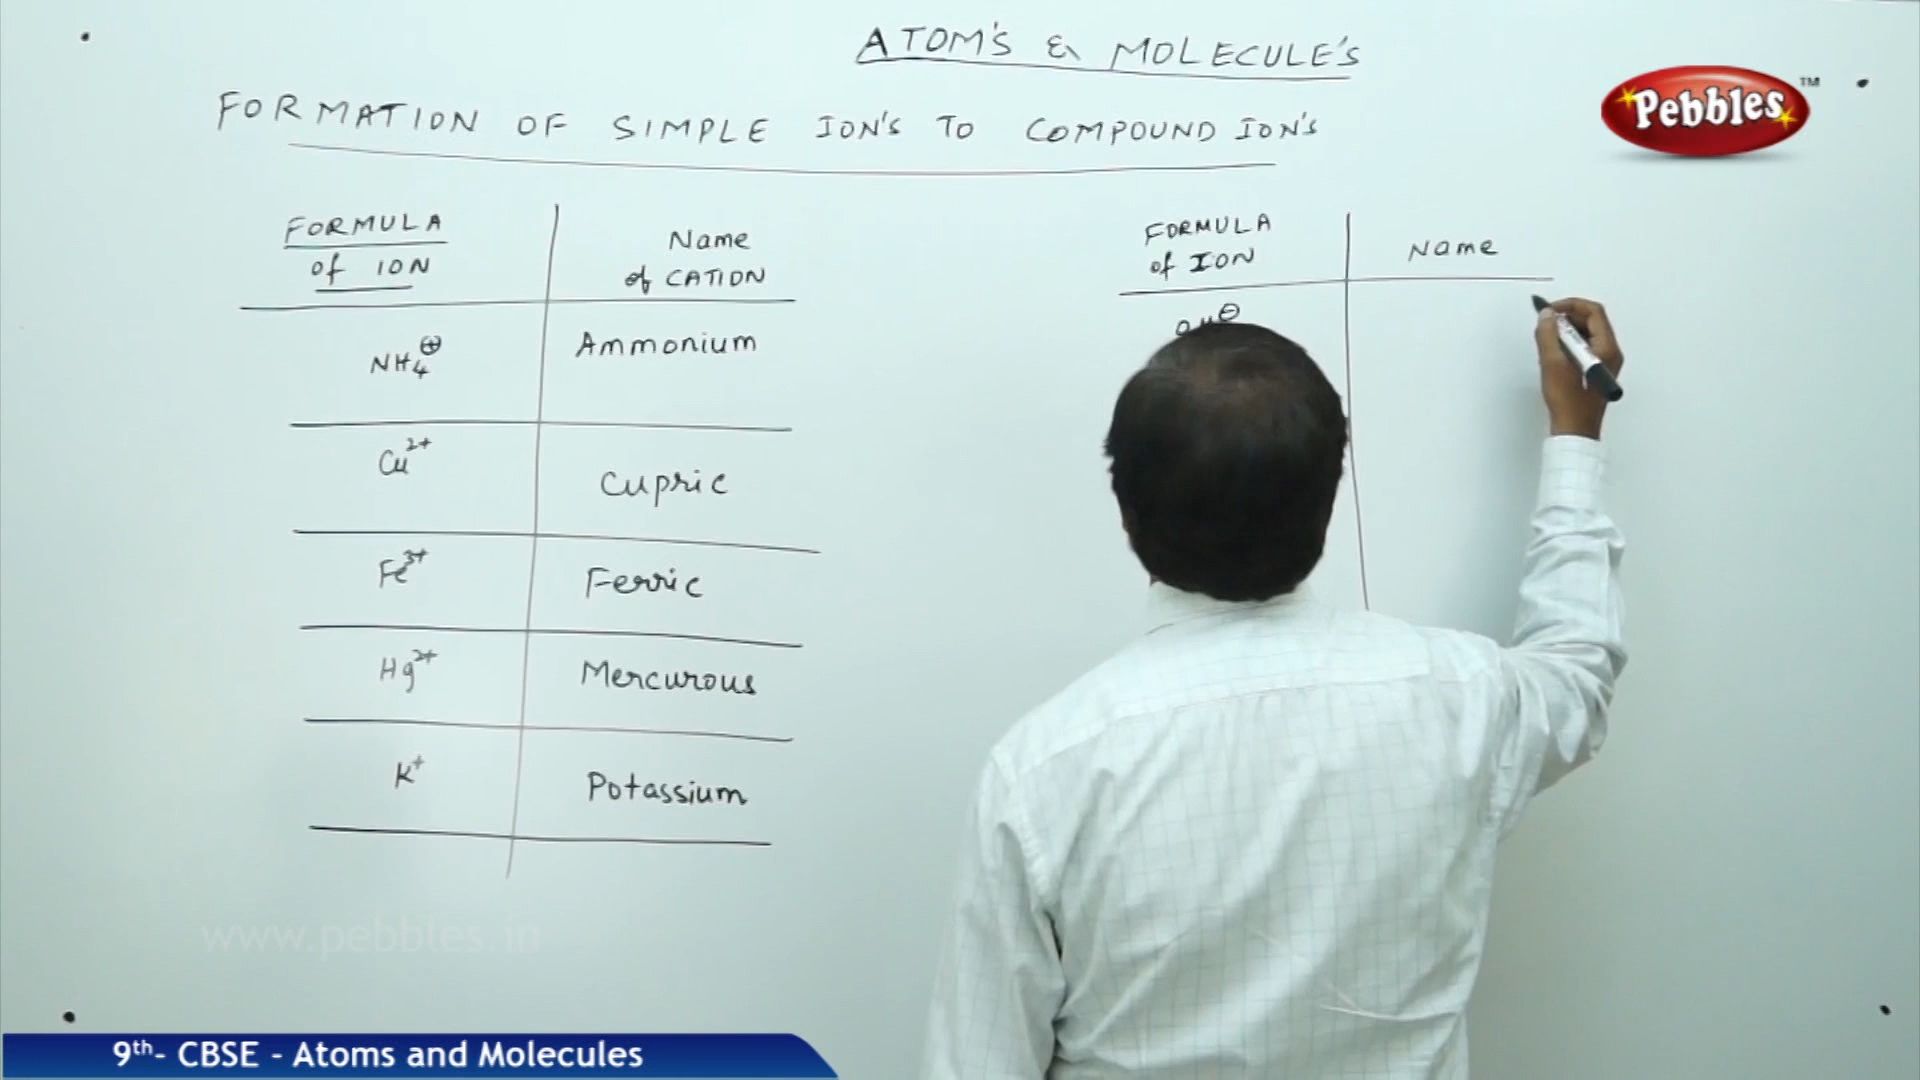 ATOM'S & MOLECULE'S
FORMATION OF SIMPLE ION'S TO COMPOUND ION'S
Pebbles™
FORMULA
of ION
Name
of CATION
NH₄⊕
Ammonium
Cu²⁺
Cupric
Fe³⁺
Ferric
Hg²⁺
Mercurous
K⁺
Potassium
FORMULA
of ION
Name
www.pebbles.in
9th- CBSE - Atoms and Molecules